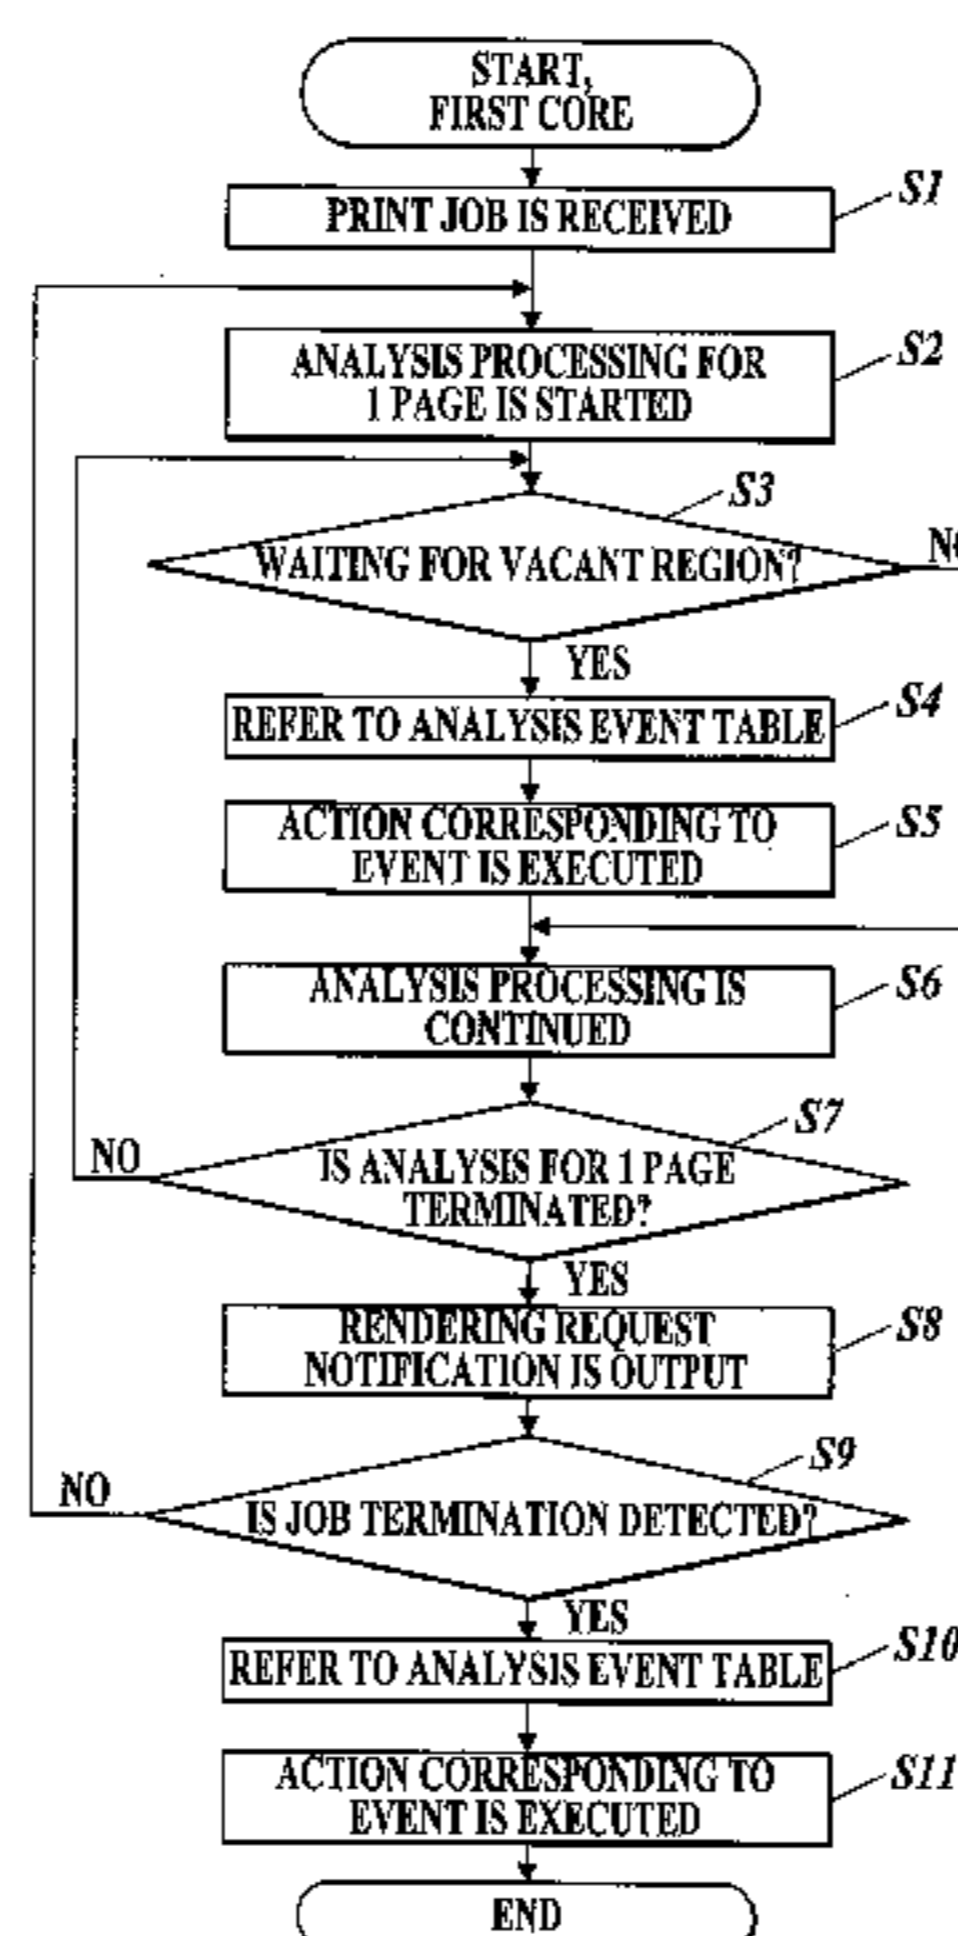 START,
FIRST CORE
PRINT JOB IS RECEIVED
S1
ANALYSIS PROCESSING FOR
1 PAGE IS STARTED
S2
S3
WAITING FOR VACANT REGION?
NO
YES
REFER TO ANALYSIS EVENT TABLE
S4
ACTION CORRESPONDING TO
EVENT IS EXECUTED
S5
ANALYSIS PROCESSING IS
CONTINUED
S6
S7
NO
IS ANALYSIS FOR 1 PAGE
TERMINATED?
YES
RENDERING REQUEST
NOTIFICATION IS OUTPUT
S8
S9
NO
IS JOB TERMINATION DETECTED?
YES
REFER TO ANALYSIS EVENT TABLE
S10
ACTION CORRESPONDING TO
EVENT IS EXECUTED
S11
END